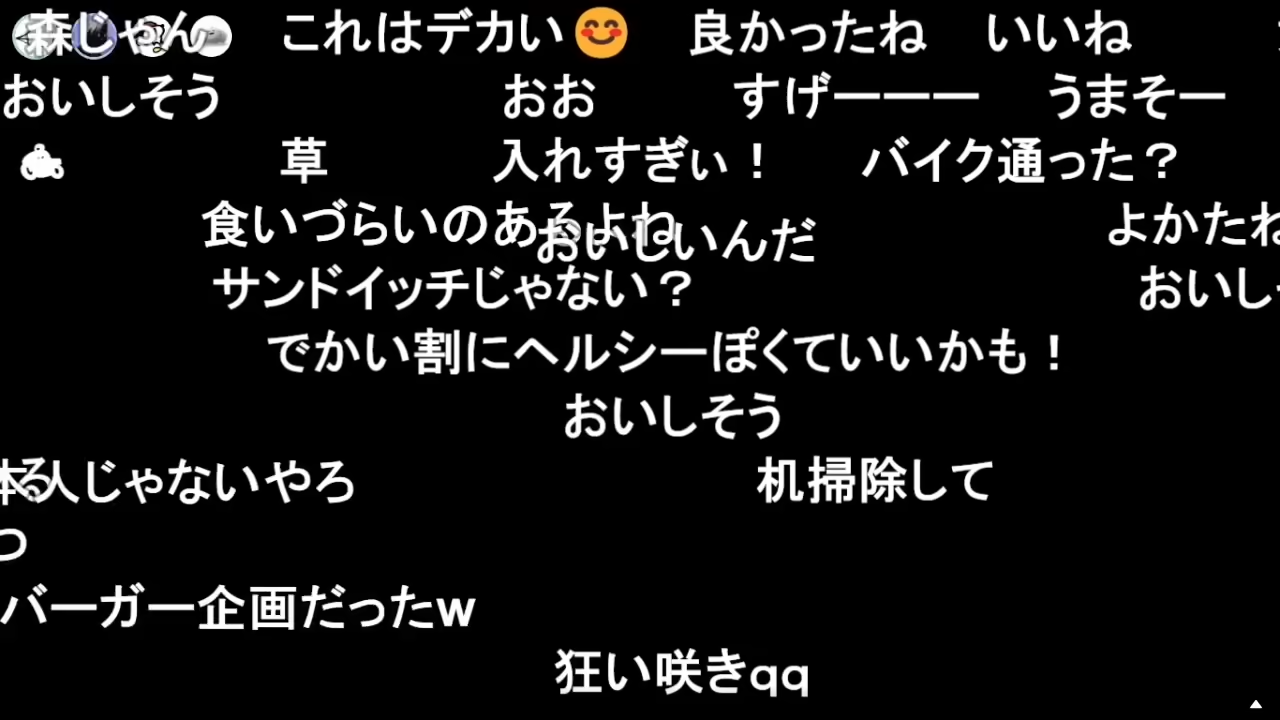 森じゃん これはデカい😊 良かったね いいね
おいしそう おお すげーーー うまそー
草 入れすぎぃ！ バイク通った？
食いづらいのあるよね よかたね
おいしいんだ
サンドイッチじゃない？ おいし
でかい割にヘルシーぽくていいかも！
おいしそう
人じゃないやろ 机掃除して
つ
バーガー企画だったw
狂い咲きqq